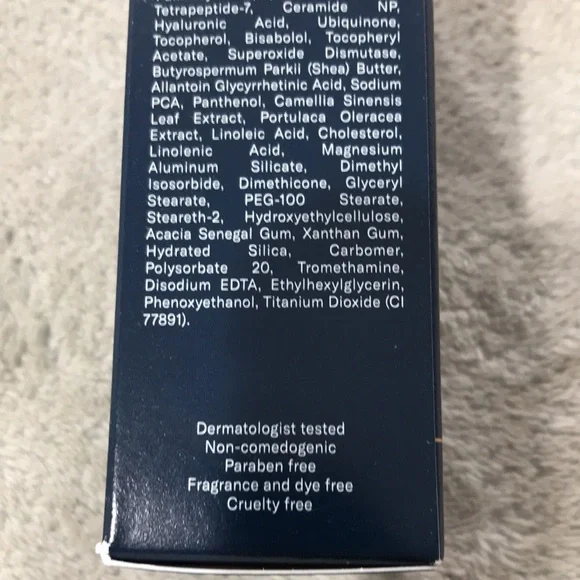 Tetrapeptide-7, Ceramide NP,
Hyaluronic Acid, Ubiquinone,
Tocopherol, Bisabolol, Tocopheryl
Acetate, Superoxide Dismutase,
Butyrospermum Parkii (Shea) Butter,
Allantoin Glycyrrhetinic Acid, Sodium
PCA, Panthenol, Camellia Sinensis
Leaf Extract, Portulaca Oleracea
Extract, Linoleic Acid, Cholesterol,
Linolenic Acid, Magnesium
Aluminum Silicate, Dimethyl
Isosorbide, Dimethicone, Glyceryl
Stearate, PEG-100 Stearate,
Steareth-2, Hydroxyethylcellulose,
Acacia Senegal Gum, Xanthan Gum,
Hydrated Silica, Carbomer,
Polysorbate 20, Tromethamine,
Disodium EDTA, Ethylhexylglycerin,
Phenoxyethanol, Titanium Dioxide (CI
77891).
Dermatologist tested
Non-comedogenic
Paraben free
Fragrance and dye free
Cruelty free